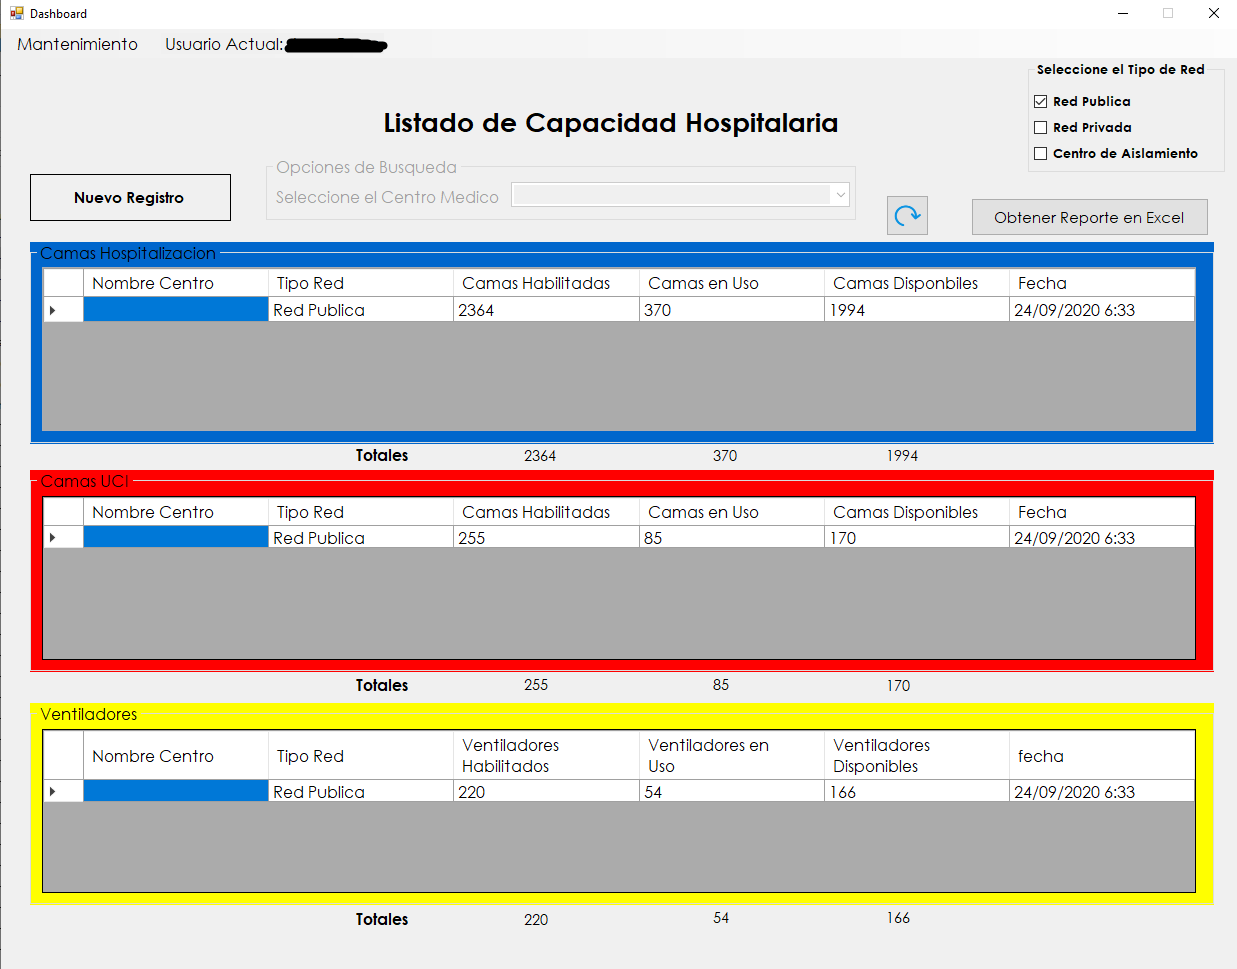 Dashboard
Mantenimiento Usuario Actual:
Seleccione el Tipo de Red
Red Publica
Red Privada
Centro de Aislamiento
Listado de Capacidad Hospitalaria
Nuevo Registro
Opciones de Busqueda
Seleccione el Centro Medico
Obtener Reporte en Excel
Camas Hospitalizacion
Nombre Centro Tipo Red Camas Habilitadas Camas en Uso Camas Disponbiles Fecha
Red Publica 2364 370 1994 24/09/2020 6:33
Totales 2364 370 1994
Camas UCI
Nombre Centro Tipo Red Camas Habilitadas Camas en Uso Camas Disponibles Fecha
Red Publica 255 85 170 24/09/2020 6:33
Totales 255 85 170
Ventiladores
Nombre Centro Tipo Red Ventiladores Habilitados Ventiladores en Uso Ventiladores Disponibles fecha
Red Publica 220 54 166 24/09/2020 6:33
Totales 220 54 166